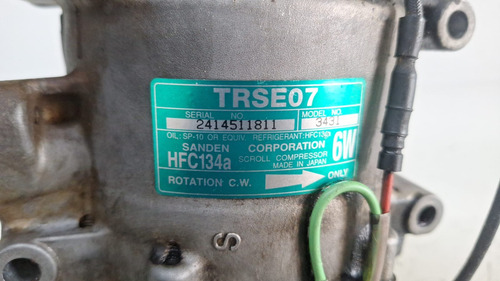 TRSE07
SERIAL NO. MODEL NO.
2414511811 3431
OIL: SP-10 OR EQUIV. REFRIGERANT: HFC134a
SANDEN CORPORATION 6W
HFC134a SCROLL COMPRESSOR
MADE IN JAPAN
ROTATION C.W. ONLY
S